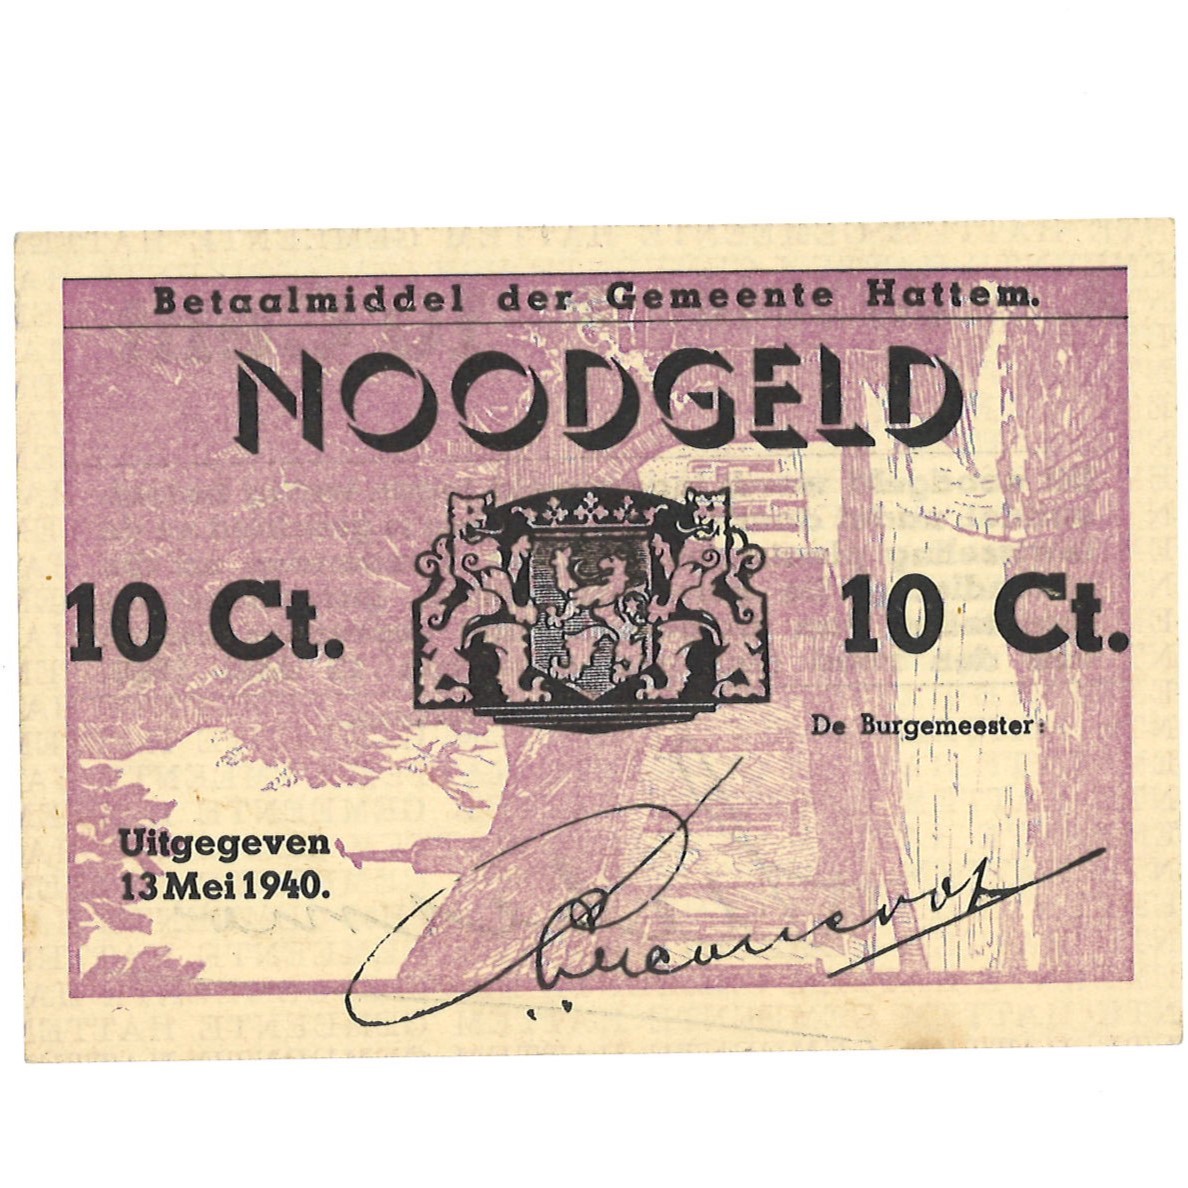 Betaalmiddel der Gemeente Hattem.
NOODGELD
10 Ct. 10 Ct.
De Burgemeester:
Uitgegeven
13 Mei 1940.